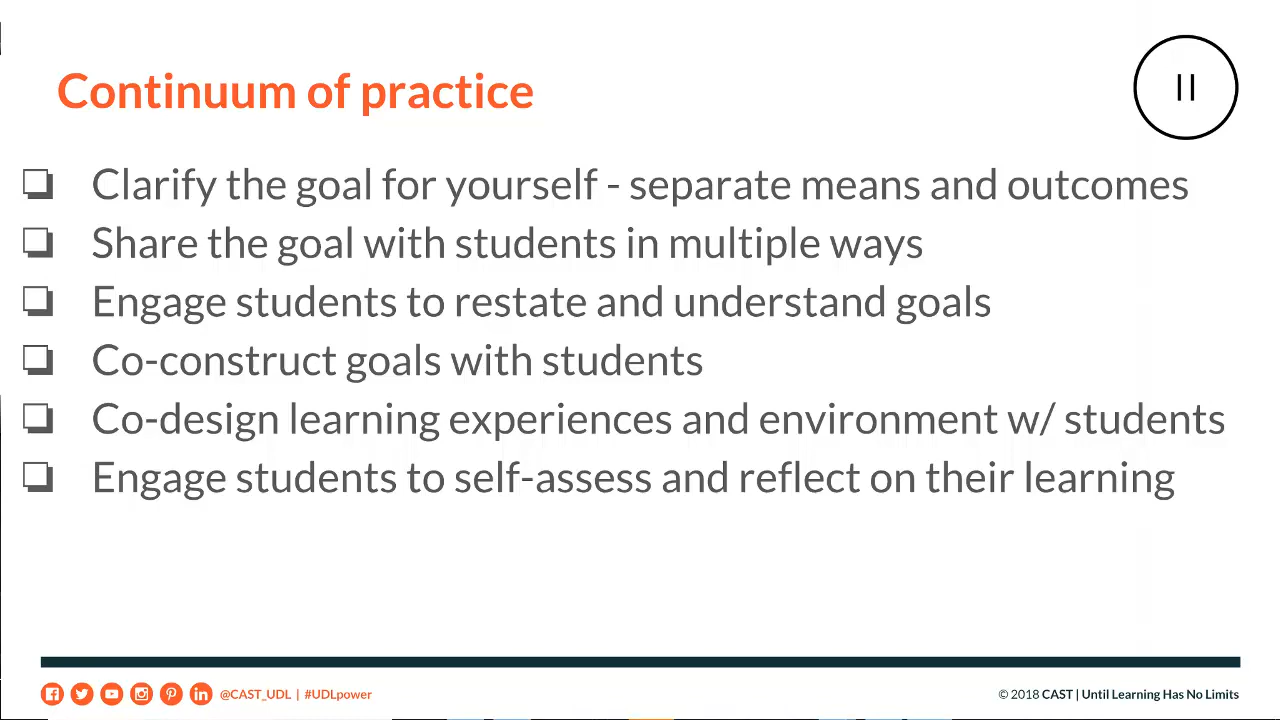 Continuum of practice
Clarify the goal for yourself - separate means and outcomes
Share the goal with students in multiple ways
Engage students to restate and understand goals
Co-construct goals with students
Co-design learning experiences and environment w/ students
Engage students to self-assess and reflect on their learning
@CAST_UDL | #UDLpower
© 2018 CAST | Until Learning Has No Limits